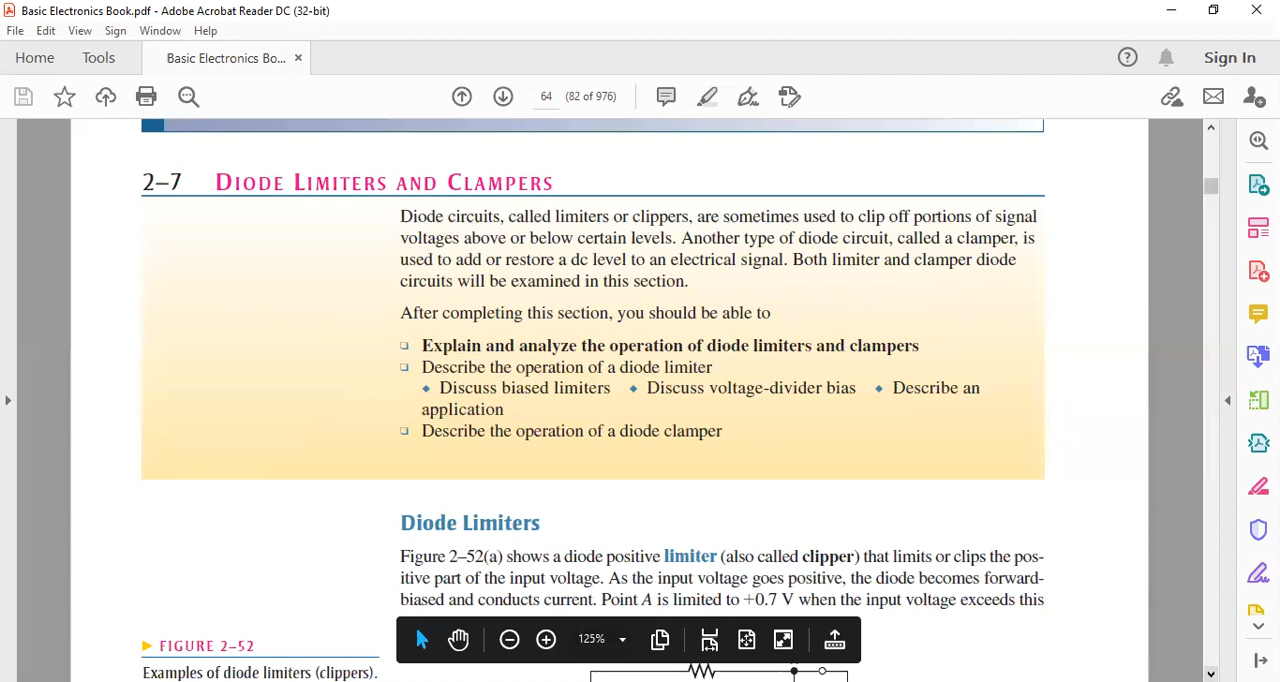 Basic Electronics Book.pdf - Adobe Acrobat Reader DC (32-bit)
File Edit View Sign Window Help
Home Tools Basic Electronics Bo... × Sign In
64 (82 of 976)
2–7 DIODE LIMITERS AND CLAMPERS
Diode circuits, called limiters or clippers, are sometimes used to clip off portions of signal
voltages above or below certain levels. Another type of diode circuit, called a clamper, is
used to add or restore a dc level to an electrical signal. Both limiter and clamper diode
circuits will be examined in this section.
After completing this section, you should be able to
❏ Explain and analyze the operation of diode limiters and clampers
❏ Describe the operation of a diode limiter
◆ Discuss biased limiters ◆ Discuss voltage-divider bias ◆ Describe an
application
❏ Describe the operation of a diode clamper
Diode Limiters
Figure 2–52(a) shows a diode positive limiter (also called clipper) that limits or clips the pos-
itive part of the input voltage. As the input voltage goes positive, the diode becomes forward-
biased and conducts current. Point A is limited to +0.7 V when the input voltage exceeds this
125%
▶ FIGURE 2–52
Examples of diode limiters (clippers).